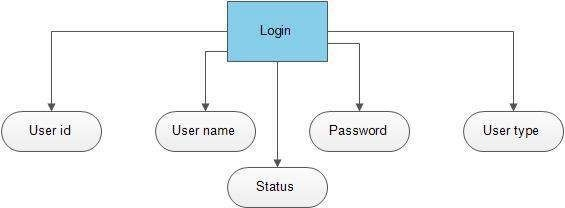 Login
User id
User name
Password
User type
Status